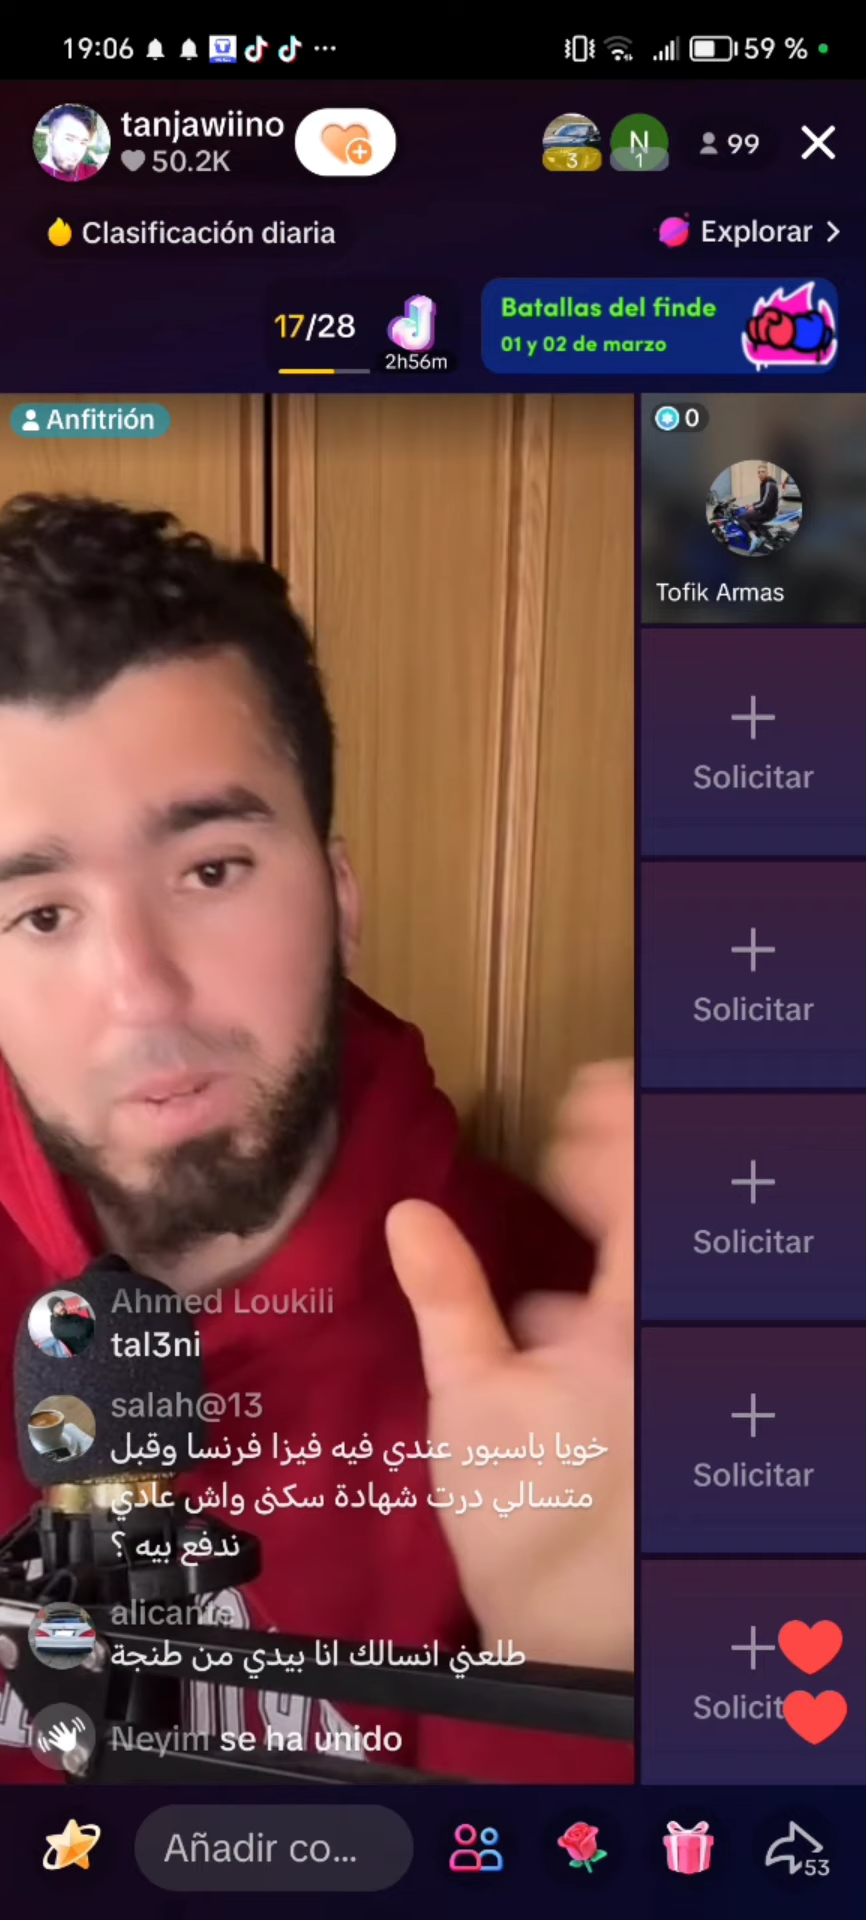 19:06
59 %
tanjawiino
50.2K
3
N
1
99
Clasificación diaria
Explorar
17/28
2h56m
Batallas del finde
01 y 02 de marzo
Anfitrión
0
Tofik Armas
Solicitar
Solicitar
Solicitar
Solicitar
Solicit
Ahmed Loukili
tal3ni
salah@13
خويا باسبور عندي فيه فيزا فرنسا وقبل
متسالي درت شهادة سكنى واش عادي
ندفع بيه ؟
alicante
طلعني انسالك انا بيدي من طنجة
Neyim se ha unido
Añadir co...
53